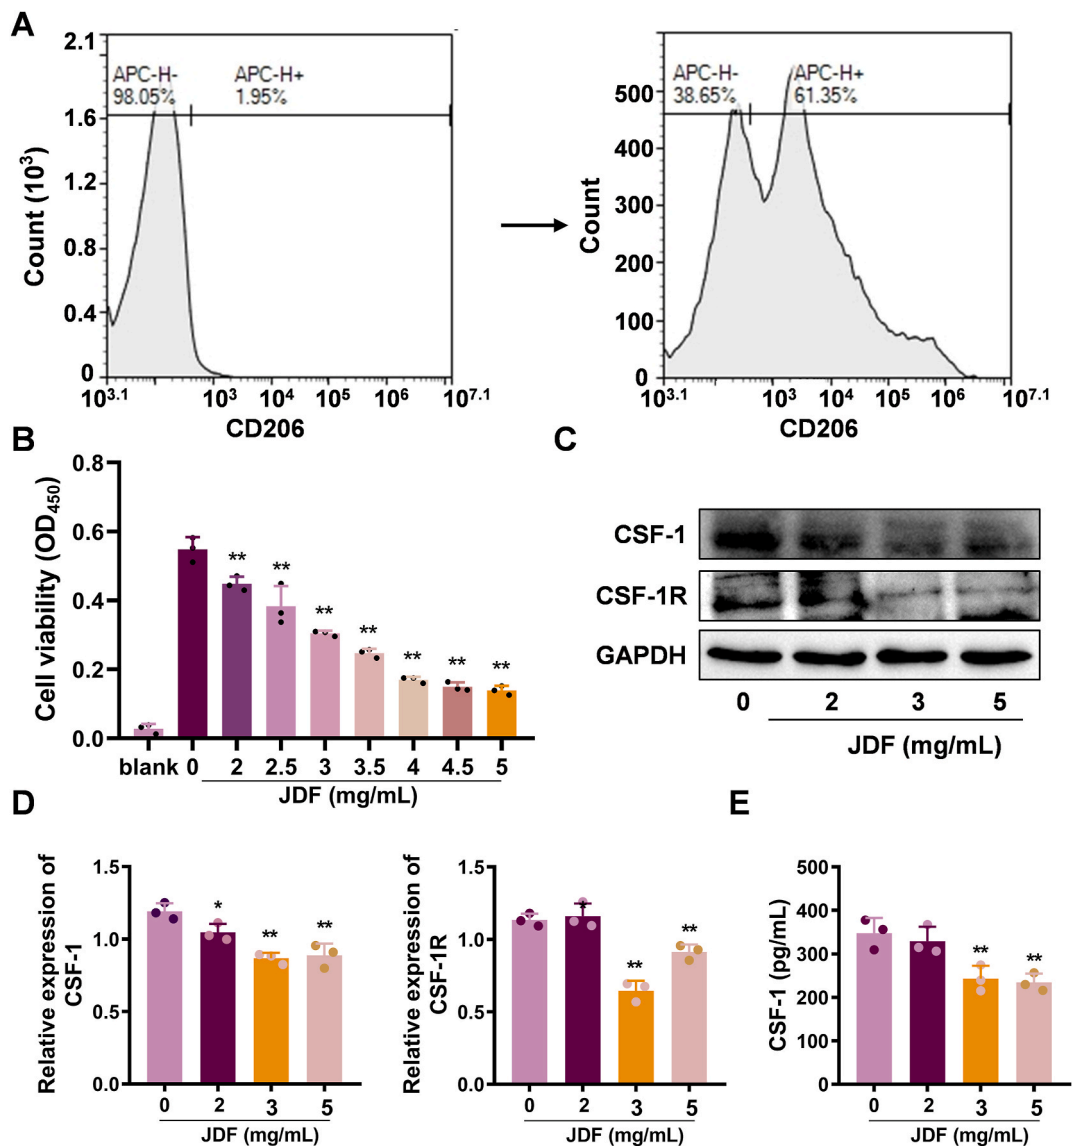 A
2.1
1.6
1.2
0.8
0.4
0
Count (10³)
APC-H-
98.05%
APC-H+
1.95%
10³·¹ 10³ 10⁴ 10⁵ 10⁶ 10⁷·¹
CD206
500
400
300
200
100
0
Count
APC-H-
38.65%
APC-H+
61.35%
10³·¹ 10³ 10⁴ 10⁵ 10⁶ 10⁷·¹
CD206
B
0.8
0.6
0.4
0.2
0.0
Cell viability (OD₄₅₀)
** ** ** ** ** ** **
blank 0 2 2.5 3 3.5 4 4.5 5
JDF (mg/mL)
C
CSF-1
CSF-1R
GAPDH
0 2 3 5
JDF (mg/mL)
D
Relative expression of
CSF-1
1.5
1.0
0.5
0.0
* ** **
0 2 3 5
JDF (mg/mL)
Relative expression of
CSF-1R
1.5
1.0
0.5
0.0
* ** **
0 2 3 5
JDF (mg/mL)
E
CSF-1 (pg/mL)
500
400
300
200
100
0
** **
0 2 3 5
JDF (mg/mL)